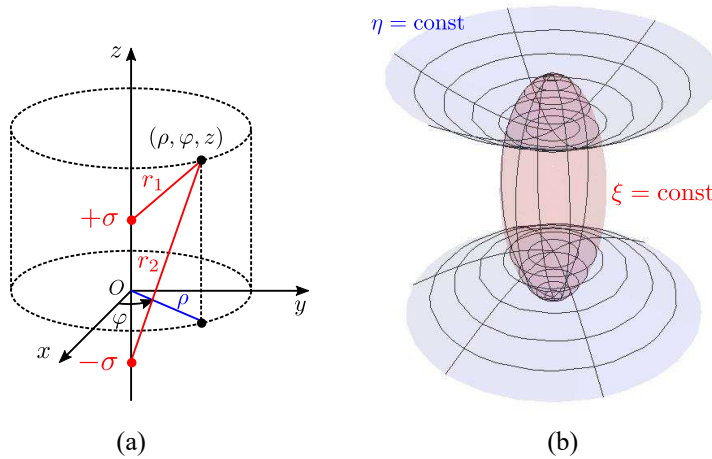 z
(ρ, φ, z)
r₁
+σ
r₂
O
ρ
y
φ
x
−σ
(a)
η = const
ξ = const
(b)